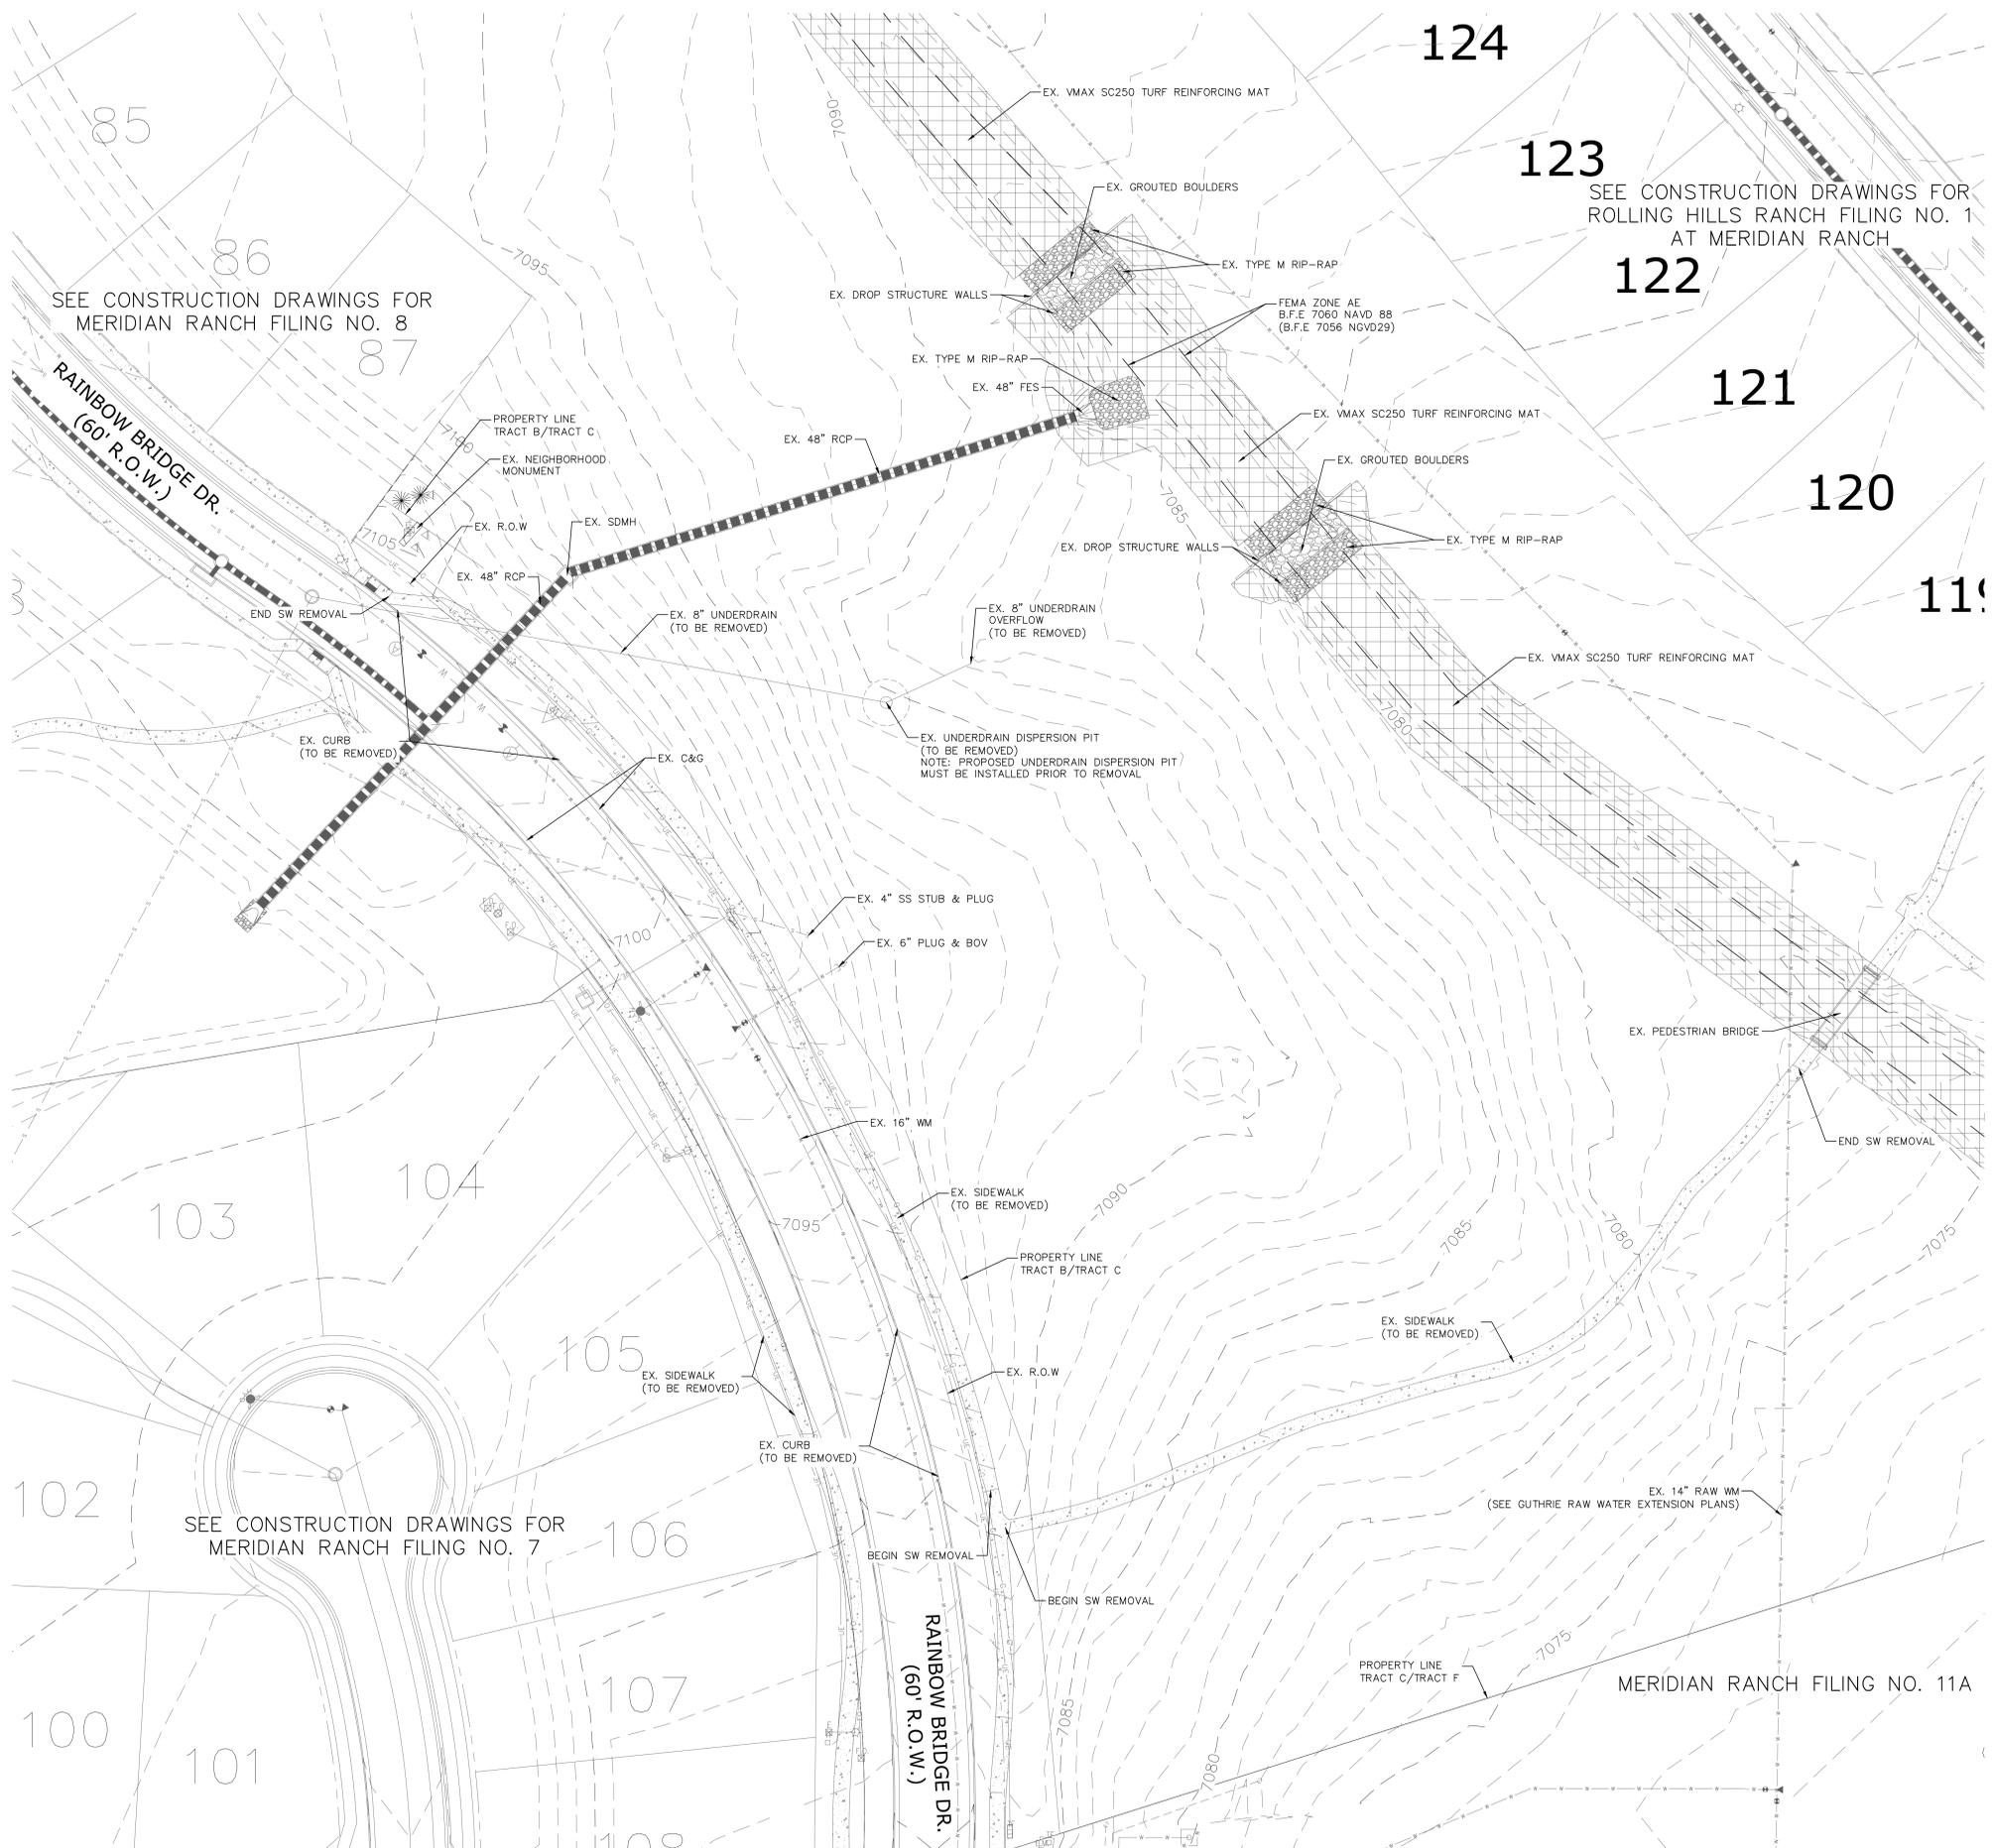 124
EX. VMAX SC250 TURF REINFORCING MAT
7090
85
123
SEE CONSTRUCTION DRAWINGS FOR
ROLLING HILLS RANCH FILING NO. 1
AT MERIDIAN RANCH
EX. GROUTED BOULDERS
86
7095
EX. TYPE M RIP-RAP
122
SEE CONSTRUCTION DRAWINGS FOR
MERIDIAN RANCH FILING NO. 8
87
EX. DROP STRUCTURE WALLS
FEMA ZONE AE
B.F.E 7060 NAVD 88
(B.F.E 7056 NGVD29)
EX. TYPE M RIP-RAP
EX. 48" FES
121
RAINBOW BRIDGE DR.
(60' R.O.W.)
PROPERTY LINE
TRACT B/TRACT C
7100
EX. VMAX SC250 TURF REINFORCING MAT
EX. 48" RCP
EX. NEIGHBORHOOD
MONUMENT
EX. GROUTED BOULDERS
120
7085
EX. R.O.W
EX. SDMH
7105
EX. DROP STRUCTURE WALLS
EX. TYPE M RIP-RAP
EX. 48" RCP
END SW REMOVAL
EX. 8" UNDERDRAIN
(TO BE REMOVED)
EX. 8" UNDERDRAIN
OVERFLOW
(TO BE REMOVED)
119
EX. VMAX SC250 TURF REINFORCING MAT
7080
EX. CURB
(TO BE REMOVED)
EX. C&G
EX. UNDERDRAIN DISPERSION PIT
(TO BE REMOVED)
NOTE: PROPOSED UNDERDRAIN DISPERSION PIT
MUST BE INSTALLED PRIOR TO REMOVAL
EX. 4" SS STUB & PLUG
7100
EX. 6" PLUG & BOV
EX. PEDESTRIAN BRIDGE
EX. 16" WM
END SW REMOVAL
104
103
EX. SIDEWALK
(TO BE REMOVED)
7090
7095
7085
7080
7075
PROPERTY LINE
TRACT B/TRACT C
EX. SIDEWALK
(TO BE REMOVED)
105
EX. SIDEWALK
(TO BE REMOVED)
EX. R.O.W
EX. CURB
(TO BE REMOVED)
102
EX. 14" RAW WM
(SEE GUTHRIE RAW WATER EXTENSION PLANS)
SEE CONSTRUCTION DRAWINGS FOR
MERIDIAN RANCH FILING NO. 7
106
BEGIN SW REMOVAL
BEGIN SW REMOVAL
RAINBOW BRIDGE DR.
(60' R.O.W.)
7075
PROPERTY LINE
TRACT C/TRACT F
MERIDIAN RANCH FILING NO. 11A
107
7085
100
101
7080
108